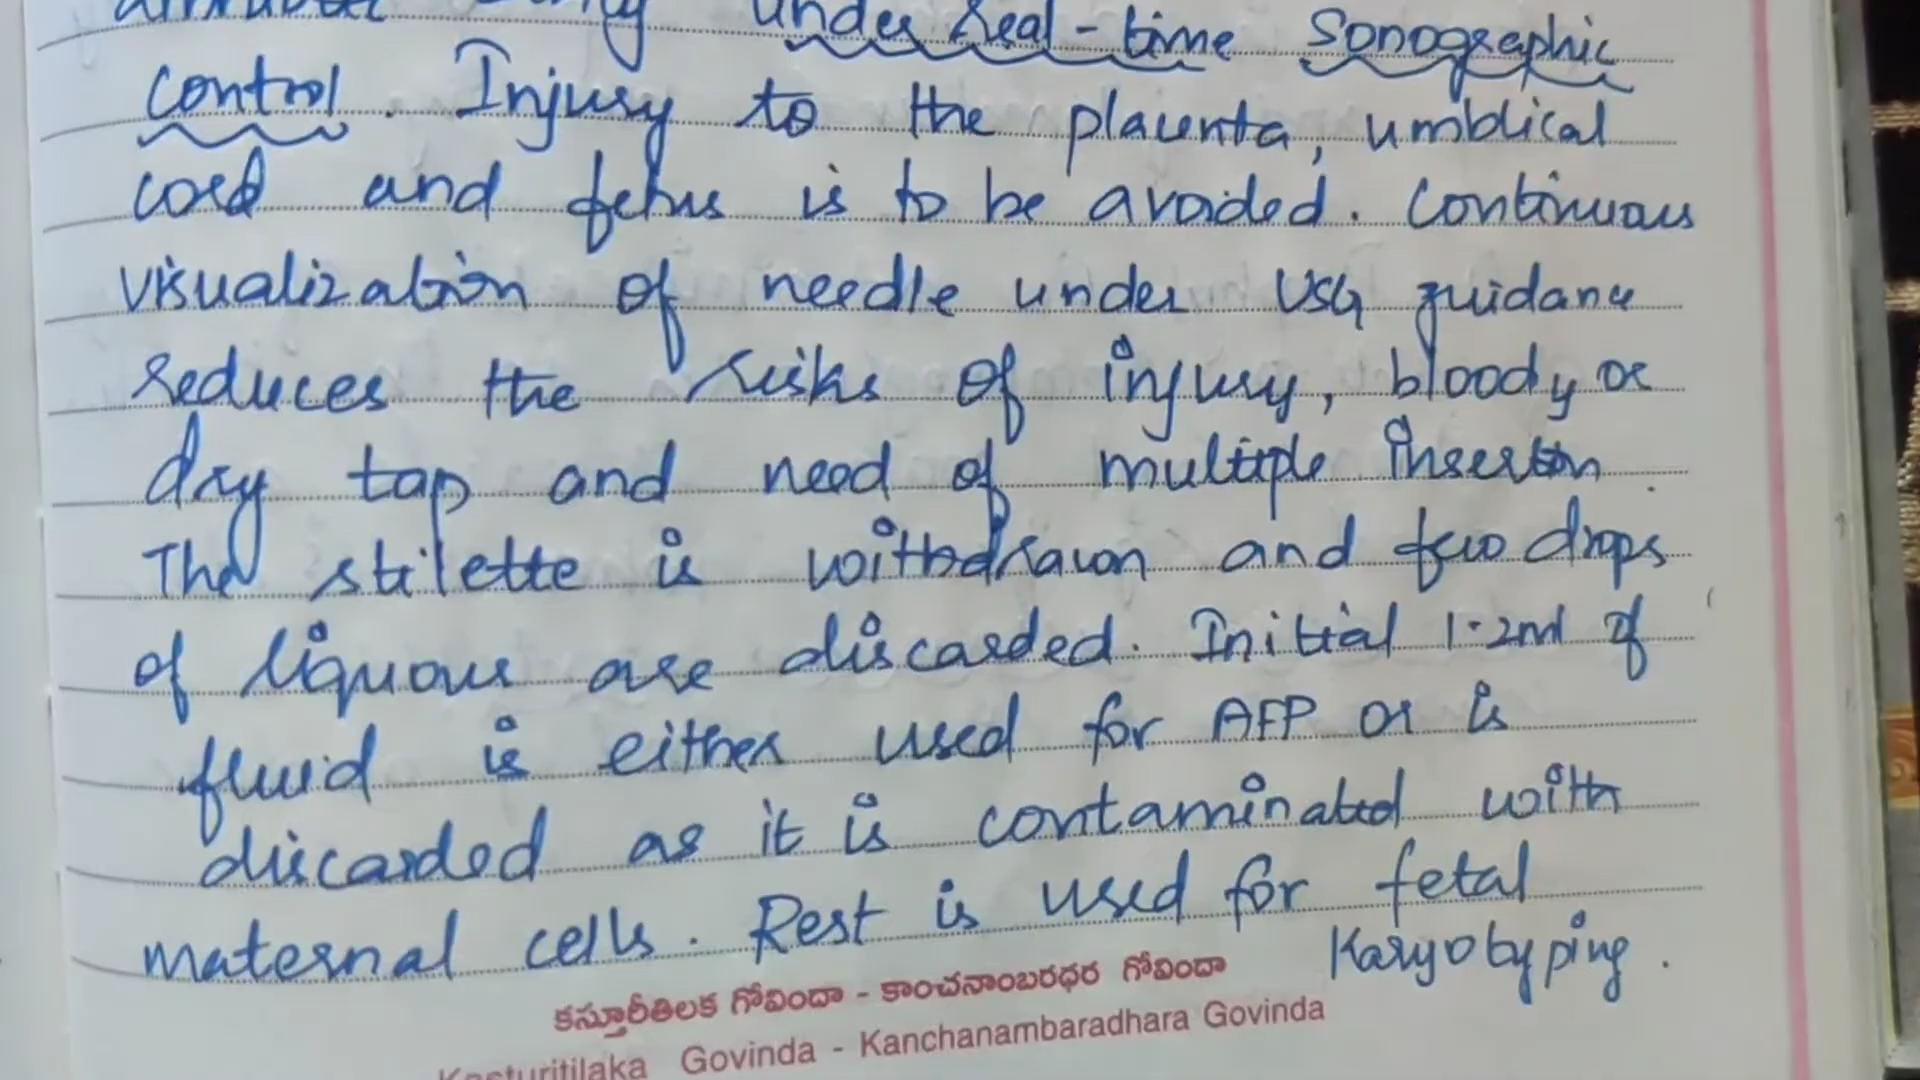 under real-time Sonographic
control. Injury to the placenta, umblical
cord and fetus is to be avoided. Continuous
visualization of needle under USG guidance
reduces the risks of injury, bloody or
dry tap and need of multiple insertion.
The stilette is withdrawn and few drops
of liquour are discarded. Initial 1-2ml of
fluid is either used for AFP or is
discarded as it is contaminated with
maternal cells. Rest is used for fetal
Karyotyping.
కస్తూరీతిలక గోవిందా - కాంచనాంబరధర గోవిందా
Kasturitilaka Govinda - Kanchanambaradhara Govinda